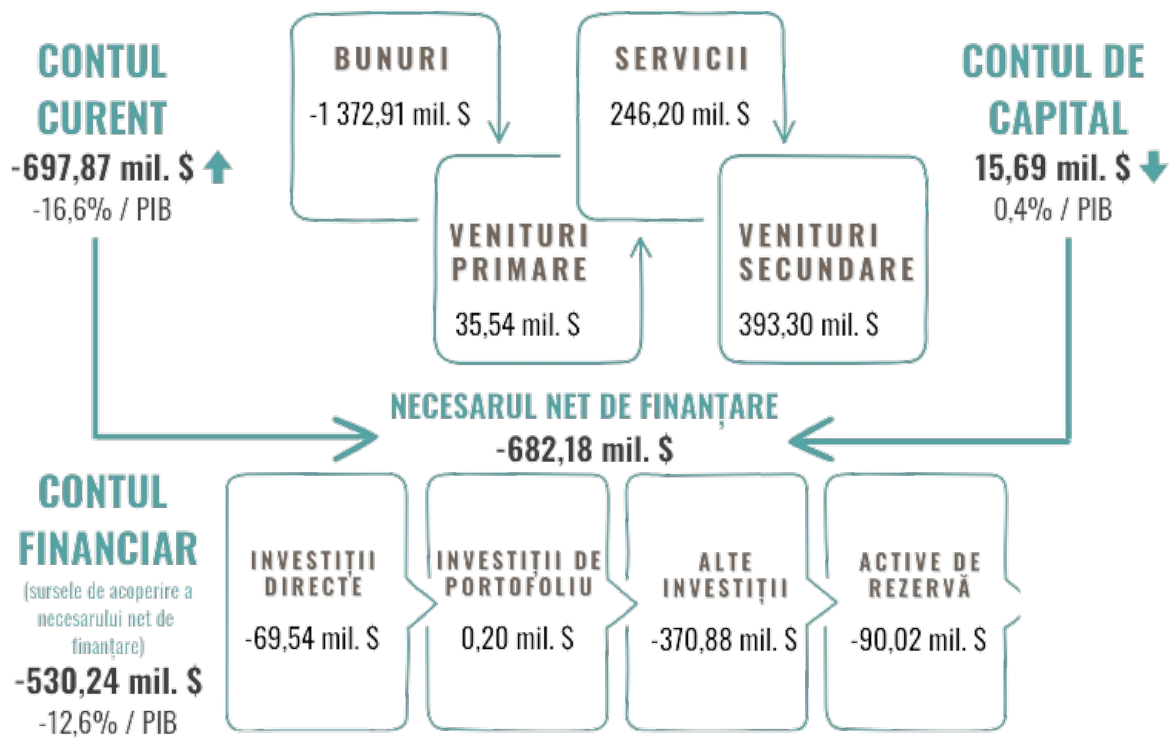 CONTUL
CURENT
-697,87 mil. $
-16,6% / PIB
BUNURI
-1 372,91 mil. $
SERVICII
246,20 mil. $
VENITURI
PRIMARE
35,54 mil. $
VENITURI
SECUNDARE
393,30 mil. $
CONTUL DE
CAPITAL
15,69 mil. $
0,4% / PIB
NECESARUL NET DE FINANȚARE
-682,18 mil. $
CONTUL
FINANCIAR
(sursele de acoperire a
necesarului net de
finanțare)
-530,24 mil. $
-12,6% / PIB
INVESTIȚII
DIRECTE
-69,54 mil. $
INVESTIȚII DE
PORTOFOLIU
0,20 mil. $
ALTE
INVESTIȚII
-370,88 mil. $
ACTIVE DE
REZERVĂ
-90,02 mil. $